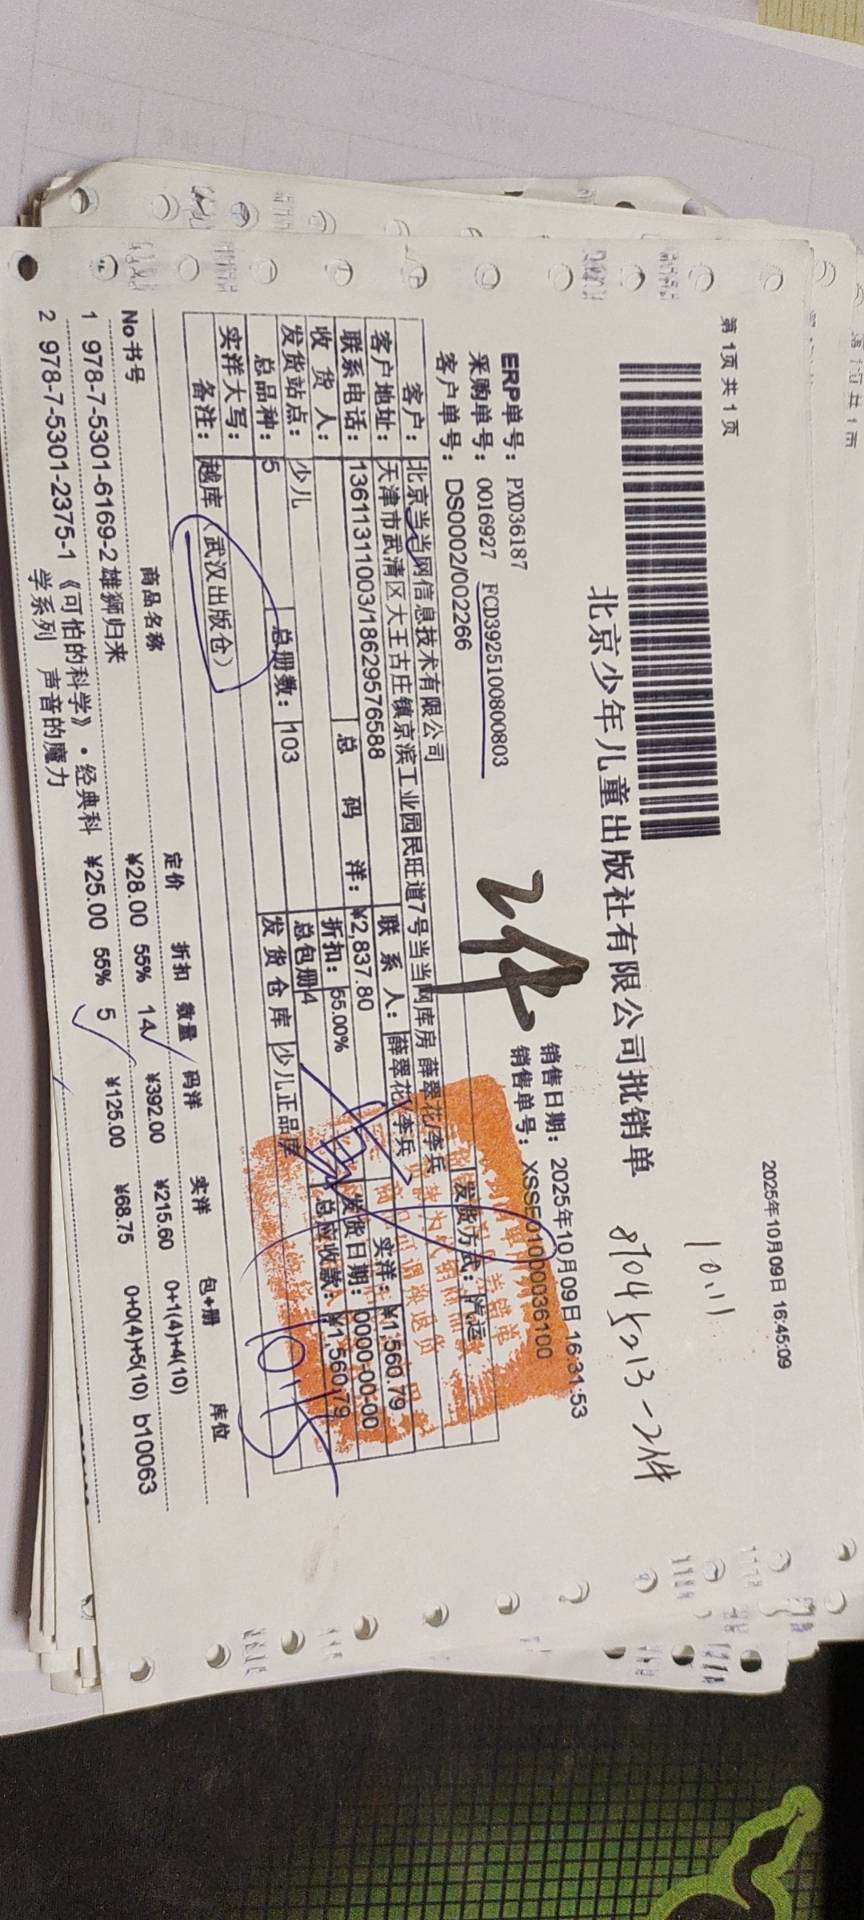 第 1页 共 1 页
2025年10月09日 16:45:09
10.11
北京少年儿童出版社有限公司批销单
87045213-2件
ERP单号： PXD36187
销售日期： 2025年10月09日 16:31:53
采购单号： 0016927 FCD3925100800803
2件
销售单号： XSSE01000036100
客户单号： DS0002/002266
客户： 北京当当网信息技术有限公司
发货方式： 汽运
客户地址： 天津市武清区大王古庄镇京滨工业园民旺道7号当当网库房 薛翠花/李兵
联系电话： 13611311003/18629576588
联 系 人： 薛翠花/李兵
收 货 人：
总 码 洋： ¥2,837.80
实洋： ¥1,560.79
发货站点： 少儿
折扣： 55.00%
发货日期： 0000-00-00
总品种： 5
总册数： 103
总包册 4
总应收款： ¥1,560.79
实洋大写：
发货仓库 少儿正品库
备注： 越库（武汉出版仓）
No 书号 商品名称 定价 折扣 数量 码洋 实洋 包+册 库位
1 978-7-5301-6169-2 雄狮归来 ¥28.00 55% 14 ¥392.00 ¥215.60 0+1(4)+4(10)
2 978-7-5301-2375-1 《可怕的科学》·经典科 ¥25.00 55% 5 ¥125.00 ¥68.75 0+0(4)+5(10) b10063
学系列 声音的魔力